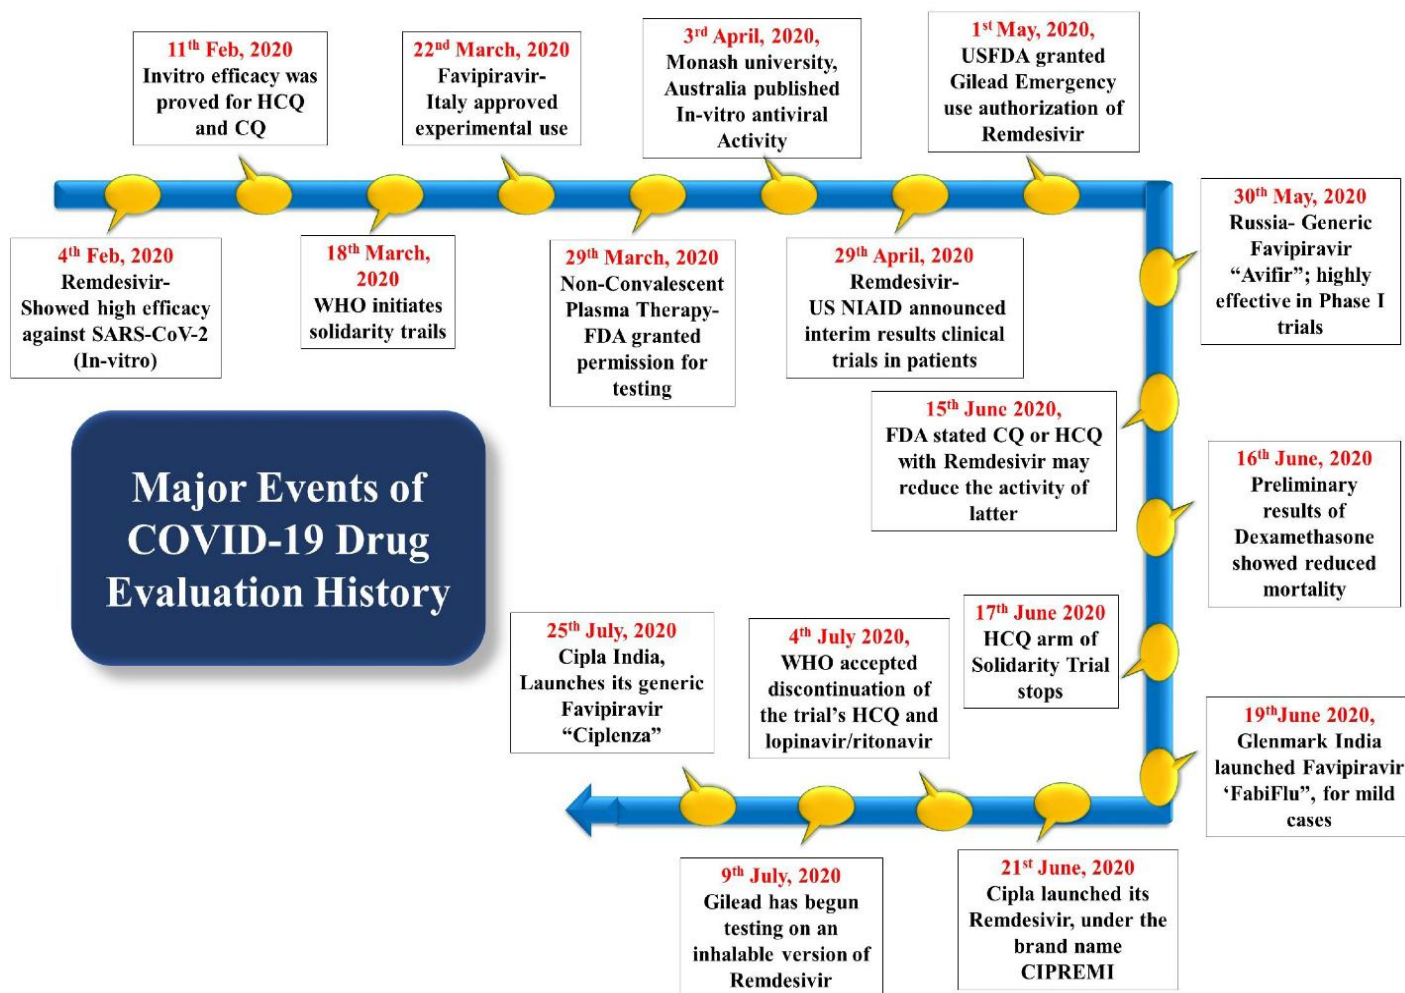 11th Feb, 2020
Invitro efficacy was
proved for HCQ
and CQ
22nd March, 2020
Favipiravir-
Italy approved
experimental use
3rd April, 2020,
Monash university,
Australia published
In-vitro antiviral
Activity
1st May, 2020,
USFDA granted
Gilead Emergency
use authorization of
Remdesivir
4th Feb, 2020
Remdesivir-
Showed high efficacy
against SARS-CoV-2
(In-vitro)
18th March,
2020
WHO initiates
solidarity trails
29th March, 2020
Non-Convalescent
Plasma Therapy-
FDA granted
permission for
testing
29th April, 2020
Remdesivir-
US NIAID announced
interim results clinical
trials in patients
30th May, 2020
Russia- Generic
Favipiravir
“Avifir”; highly
effective in Phase I
trials
15th June 2020,
FDA stated CQ or HCQ
with Remdesivir may
reduce the activity of
latter
16th June, 2020
Preliminary
results of
Dexamethasone
showed reduced
mortality
Major Events of
COVID-19 Drug
Evaluation History
17th June 2020
HCQ arm of
Solidarity Trial
stops
19thJune 2020,
Glenmark India
launched Favipiravir
‘FabiFlu”, for mild
cases
25th July, 2020
Cipla India,
Launches its generic
Favipiravir
“Ciplenza”
4th July 2020,
WHO accepted
discontinuation of
the trial’s HCQ and
lopinavir/ritonavir
9th July, 2020
Gilead has begun
testing on an
inhalable version of
Remdesivir
21st June, 2020
Cipla launched its
Remdesivir, under the
brand name
CIPREMI